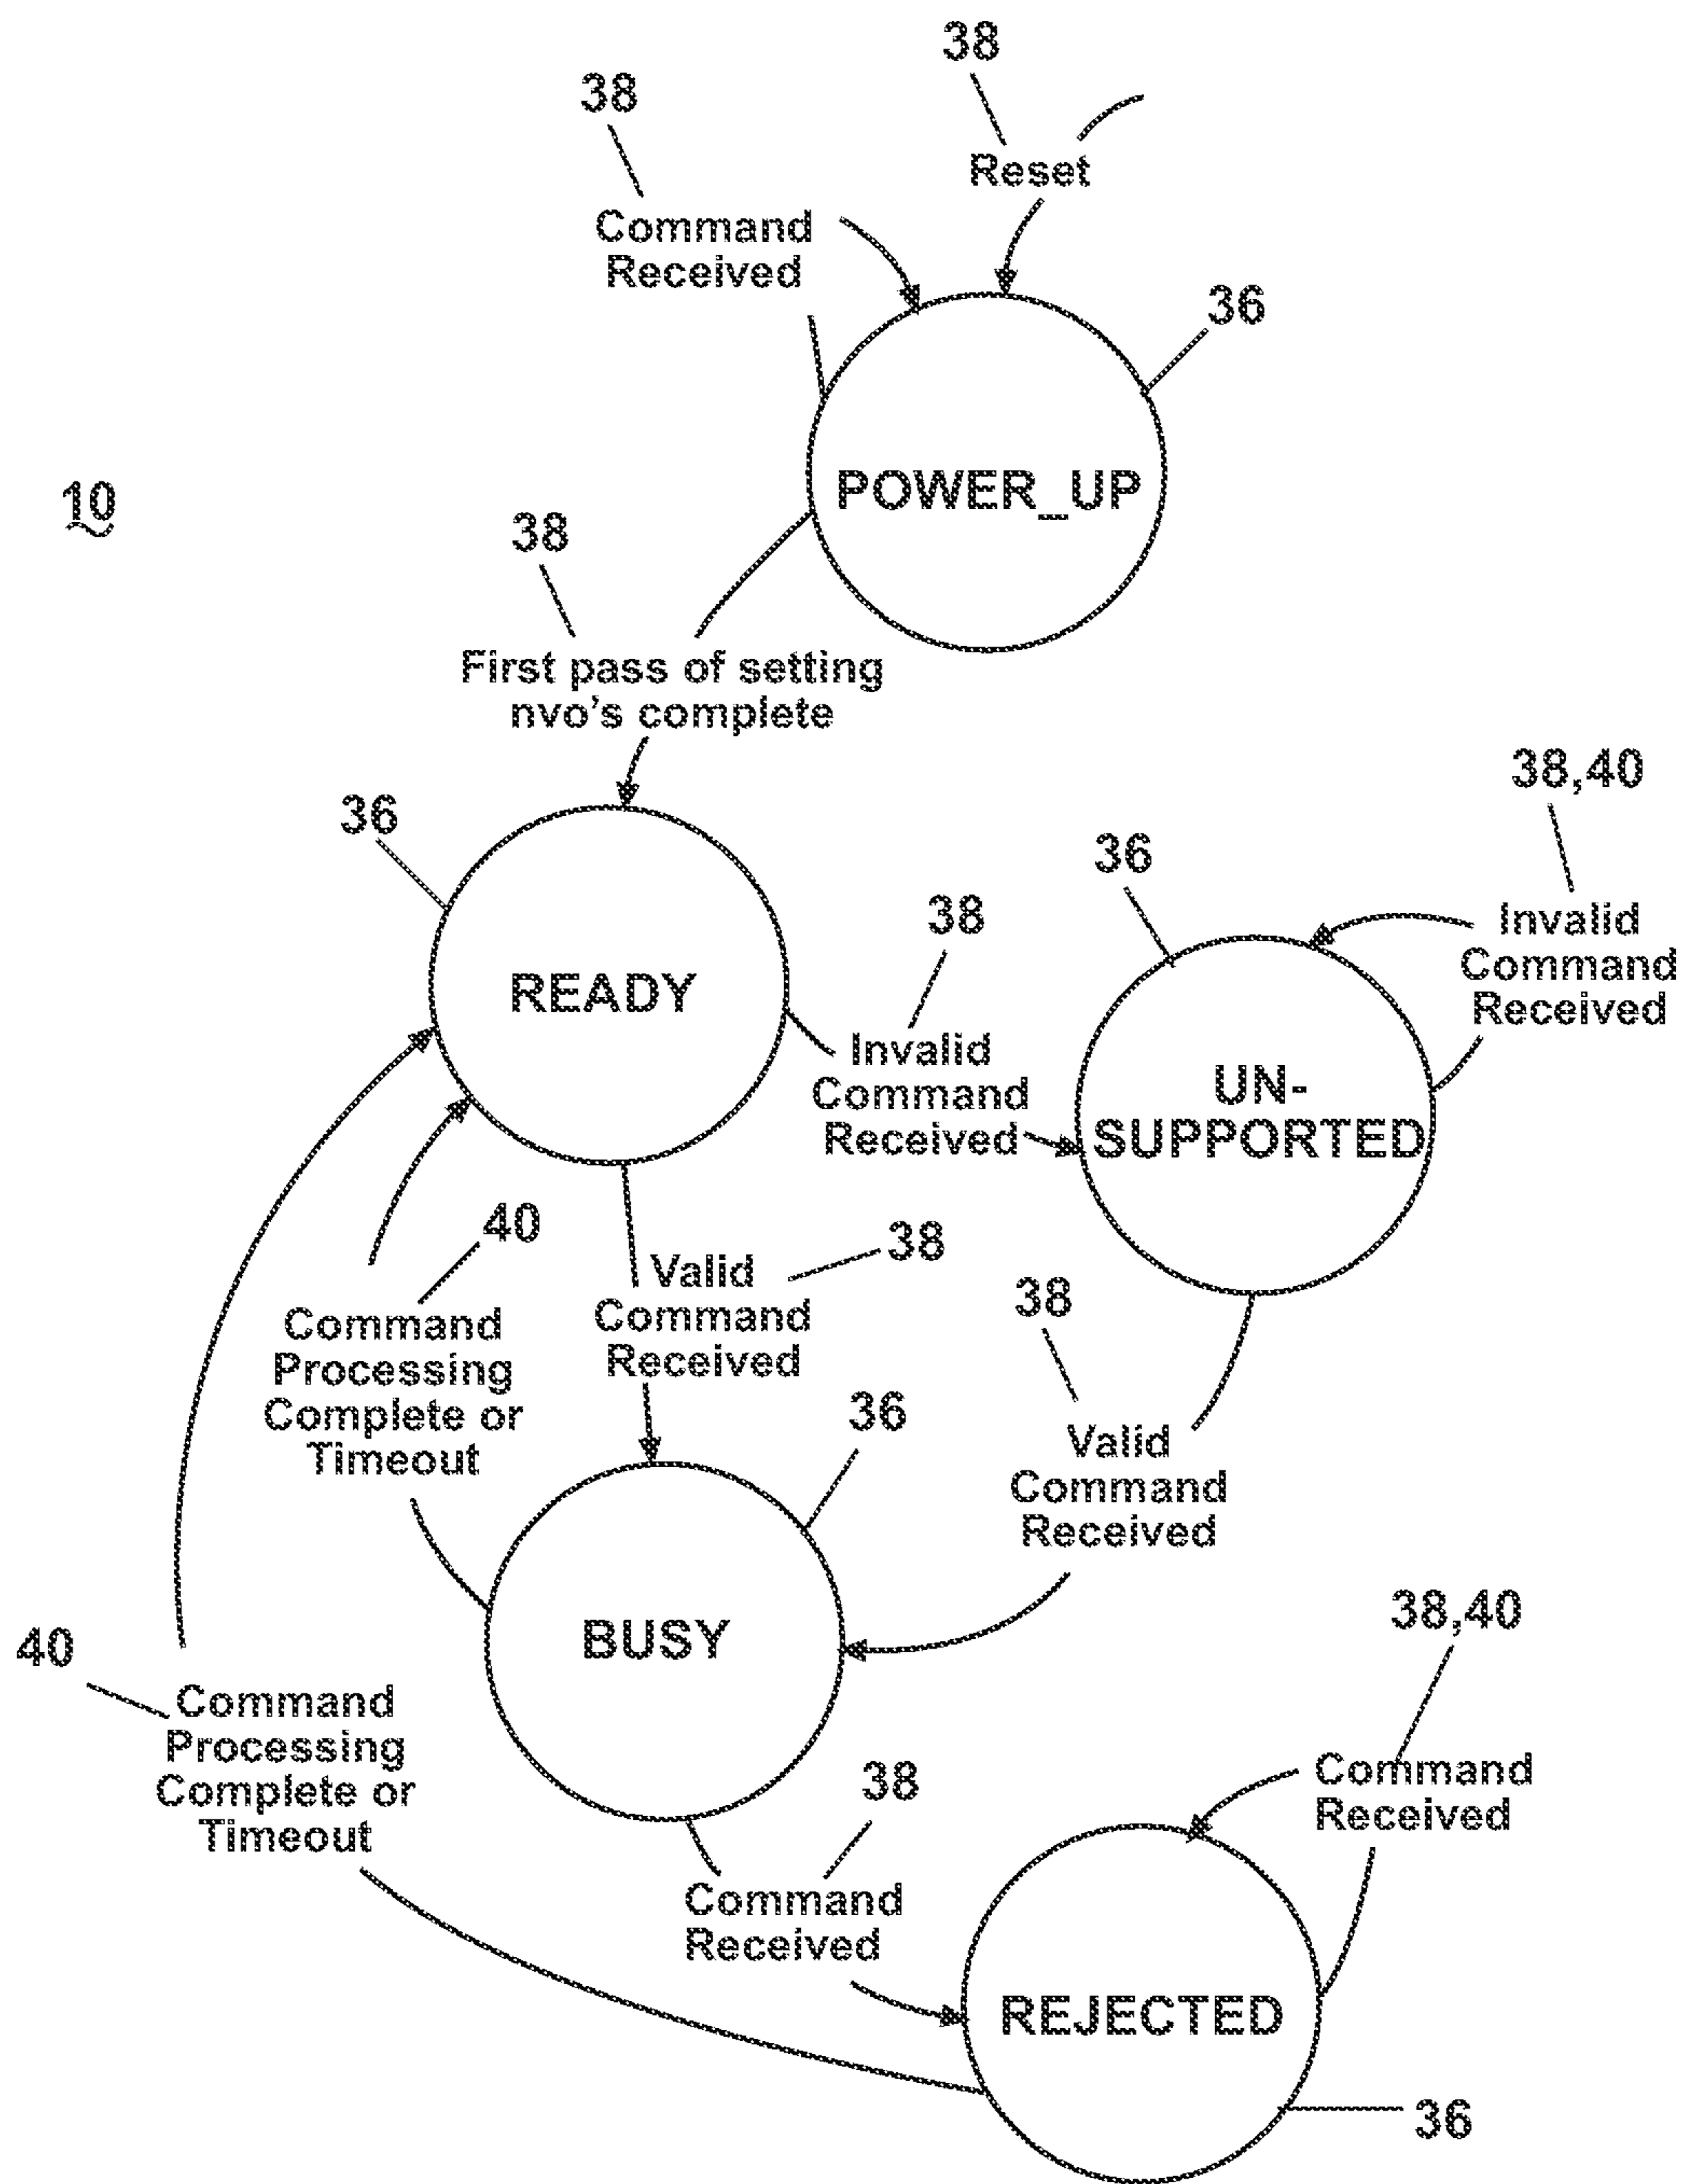 38
38
Reset
Command
Received
36
POWER_UP
10
38
First pass of setting
nvo's complete
38,40
36
36
38
Invalid
Command
Received
READY
Invalid
Command
Received
UN-
SUPPORTED
40
38
Valid
Command
Received
38
Command
Processing
Complete or
Timeout
36
Valid
Command
Received
BUSY
38,40
40
Command
Processing
Complete or
Timeout
38
Command
Received
Command
Received
REJECTED
36